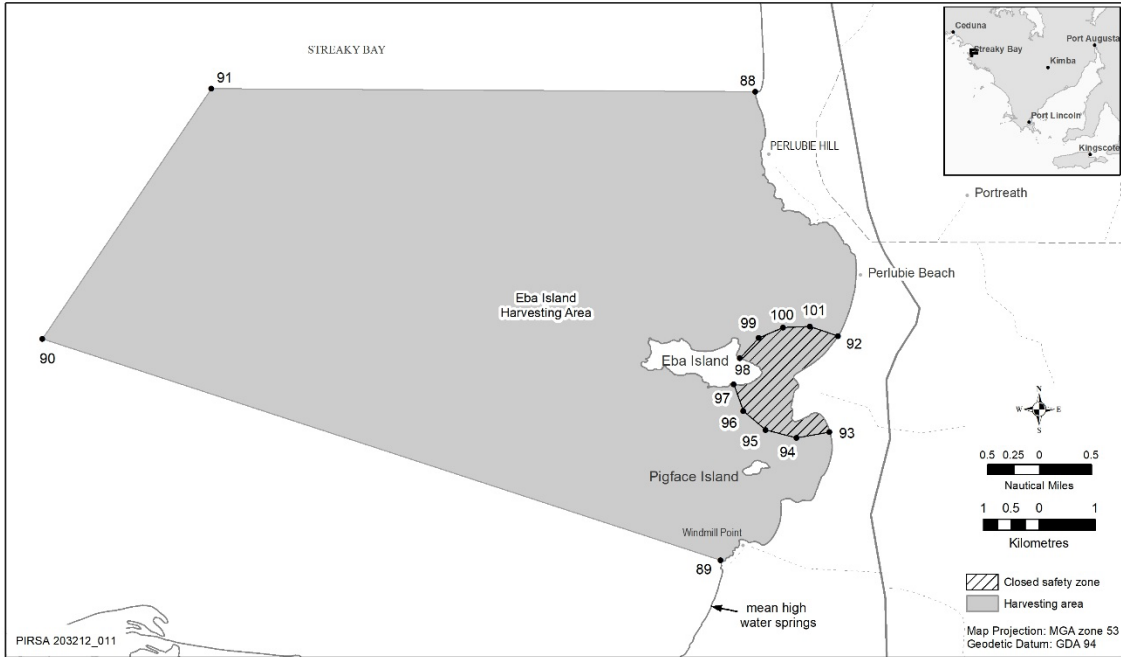 STREAKY BAY
Ceduna
Port Augusta
Streaky Bay
Kimba
Port Lincoln
Kingscote
91
88
PERLUBIE HILL
Portreath
Perlubie Beach
Eba Island
Harvesting Area
90
99
100
101
92
98
Eba Island
97
96
95
94
93
Pigface Island
Windmill Point
89
mean high
water springs
N
W E
S
0.5 0.25 0 0.5
Nautical Miles
1 0.5 0 1
Kilometres
Closed safety zone
Harvesting area
Map Projection: MGA zone 53
Geodetic Datum: GDA 94
PIRSA 203212_011